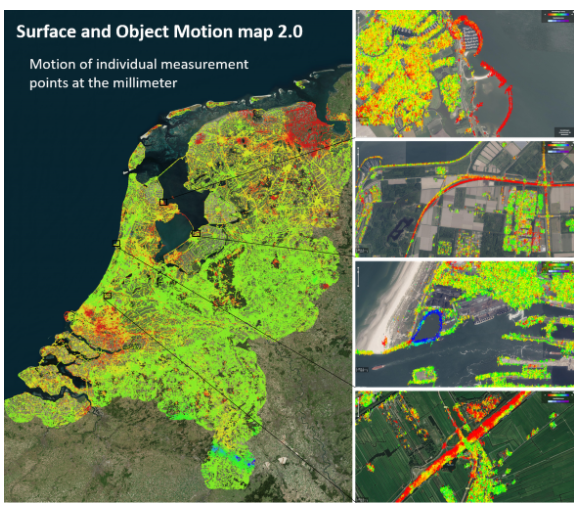 Surface and Object Motion map 2.0
Motion of individual measurement
points at the millimeter